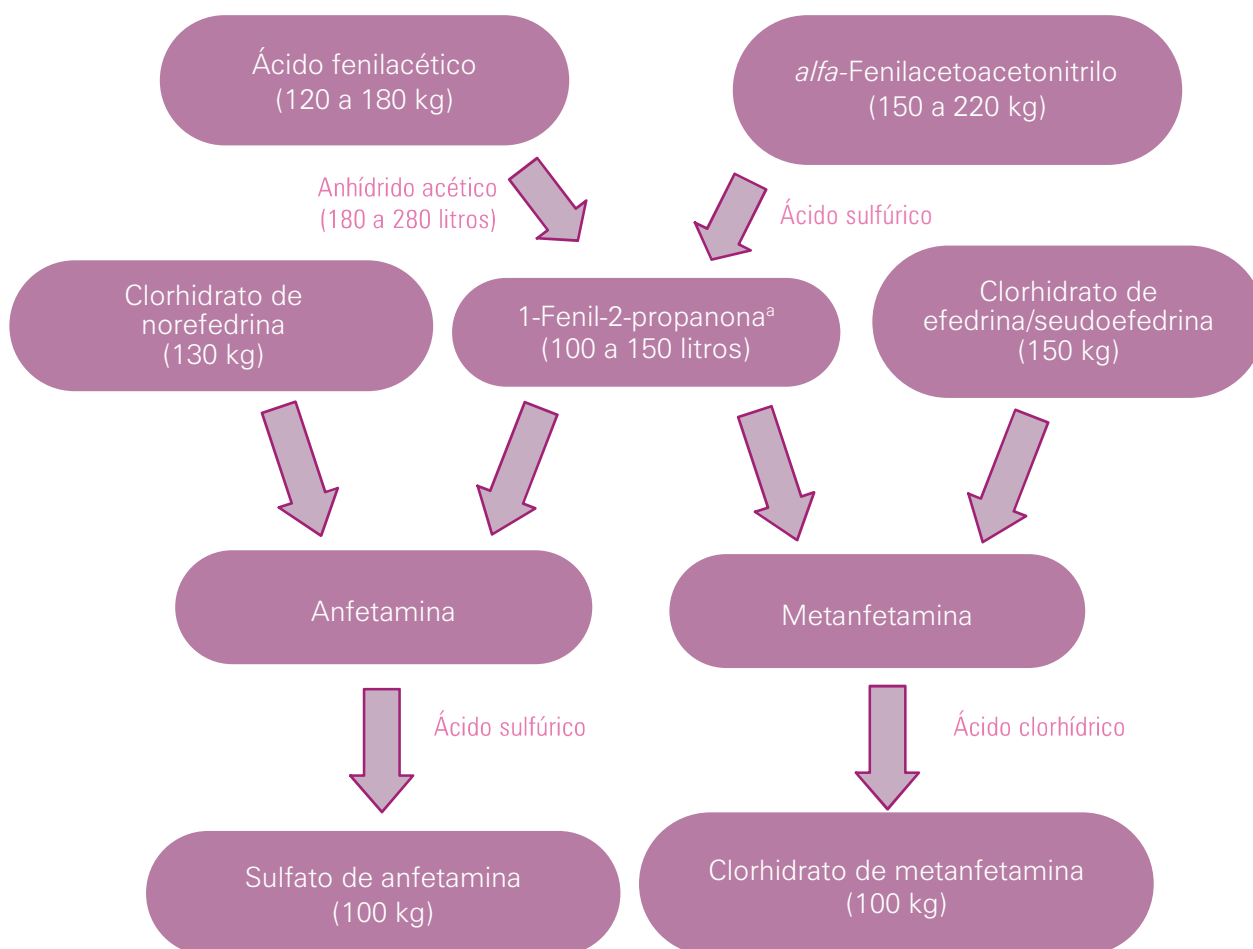 Ácido fenilacético
(120 a 180 kg)
alfa-Fenilacetoacetonitrilo
(150 a 220 kg)
Anhídrido acético
(180 a 280 litros)
Ácido sulfúrico
Clorhidrato de
norefedrina
(130 kg)
1-Fenil-2-propanonaª
(100 a 150 litros)
Clorhidrato de
efedrina/seudoefedrina
(150 kg)
Anfetamina
Metanfetamina
Ácido sulfúrico
Ácido clorhídrico
Sulfato de anfetamina
(100 kg)
Clorhidrato de metanfetamina
(100 kg)